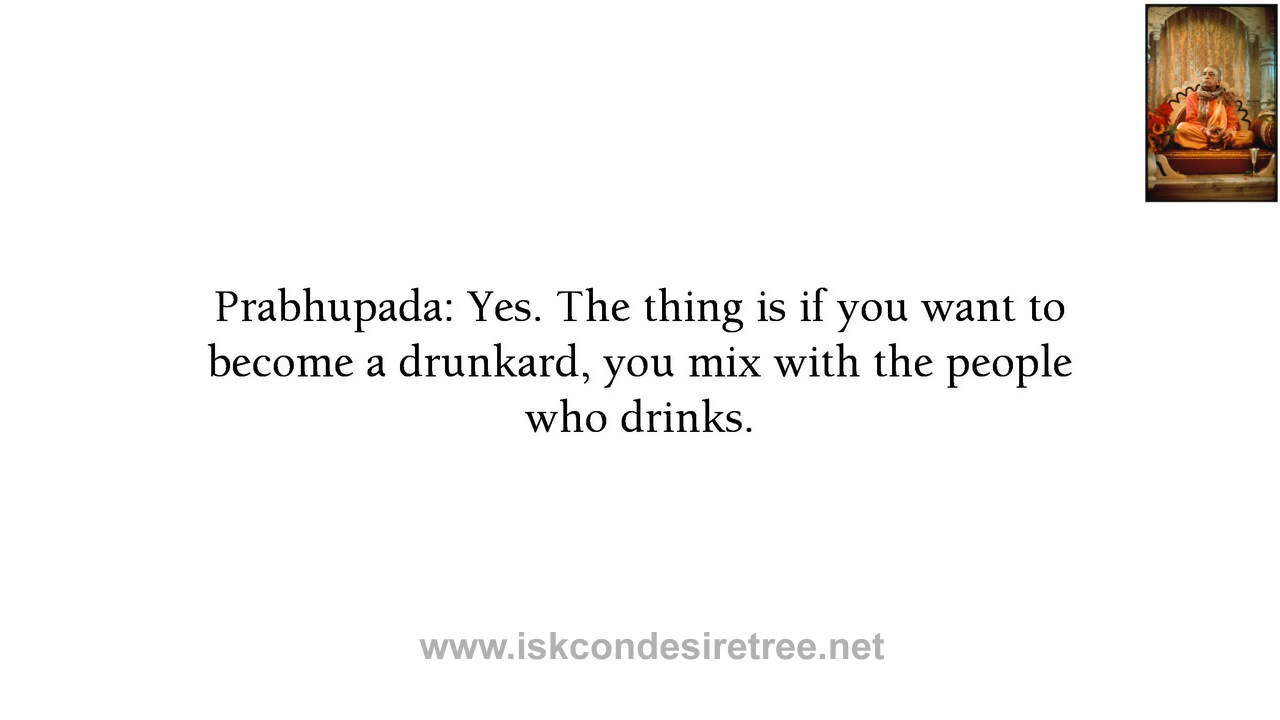 Prabhupada: Yes. The thing is if you want to
become a drunkard, you mix with the people
who drinks.
www.iskcondesiretree.net